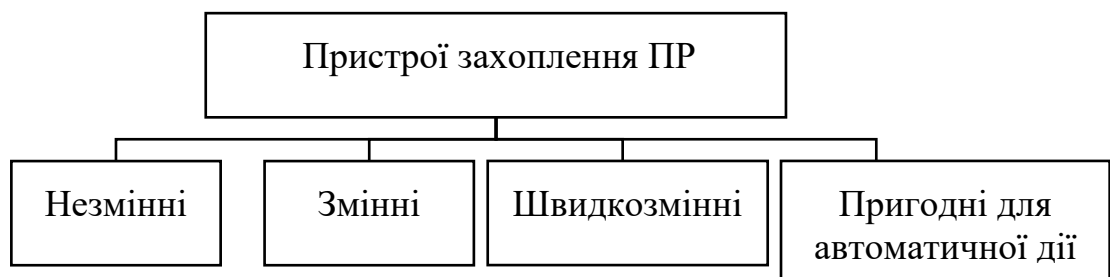 Пристрої захоплення ПР
Незмінні
Змінні
Швидкозмінні
Пригодні для
автоматичної дії